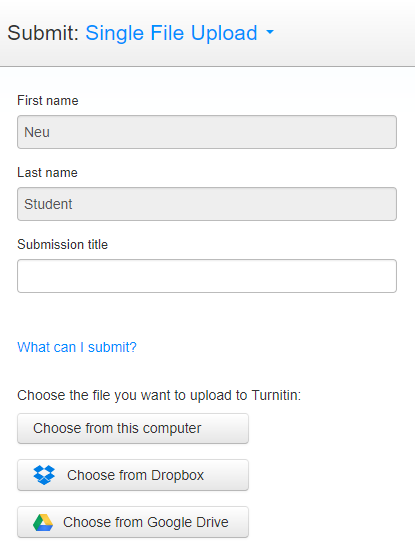 Submit: Single File Upload
First name
Neu
Last name
Student
Submission title
What can I submit?
Choose the file you want to upload to Turnitin:
Choose from this computer
Choose from Dropbox
Choose from Google Drive